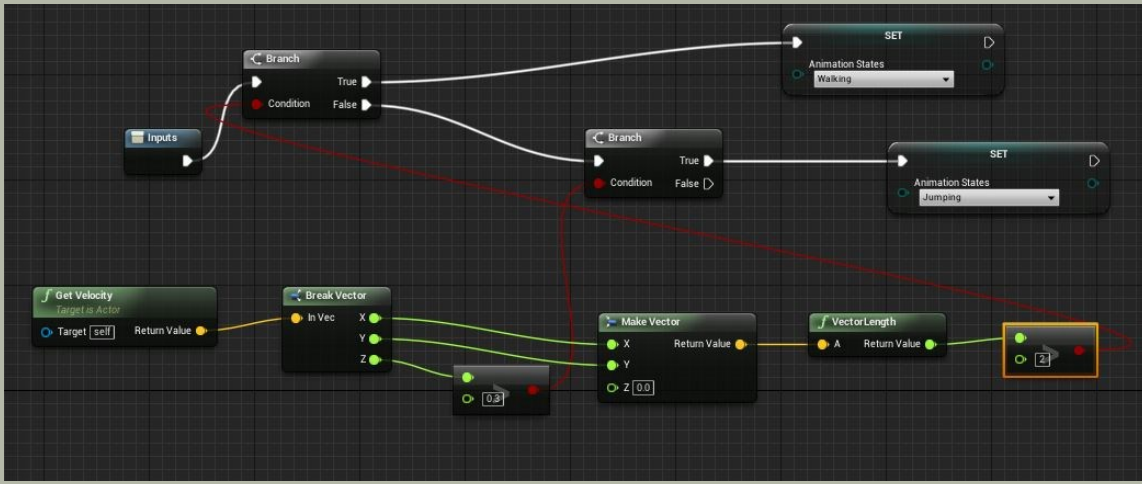 SET
Branch
Animation States
True
Walking
Condition
False
Inputs
Branch
SET
True
Animation States
Condition
False
Jumping
Get Velocity
Target is Actor
Target self
Return Value
Break Vector
In Vec
X
Y
Z
>
0.3
Make Vector
X
Return Value
Y
Z 0.0
VectorLength
A
Return Value
>
2